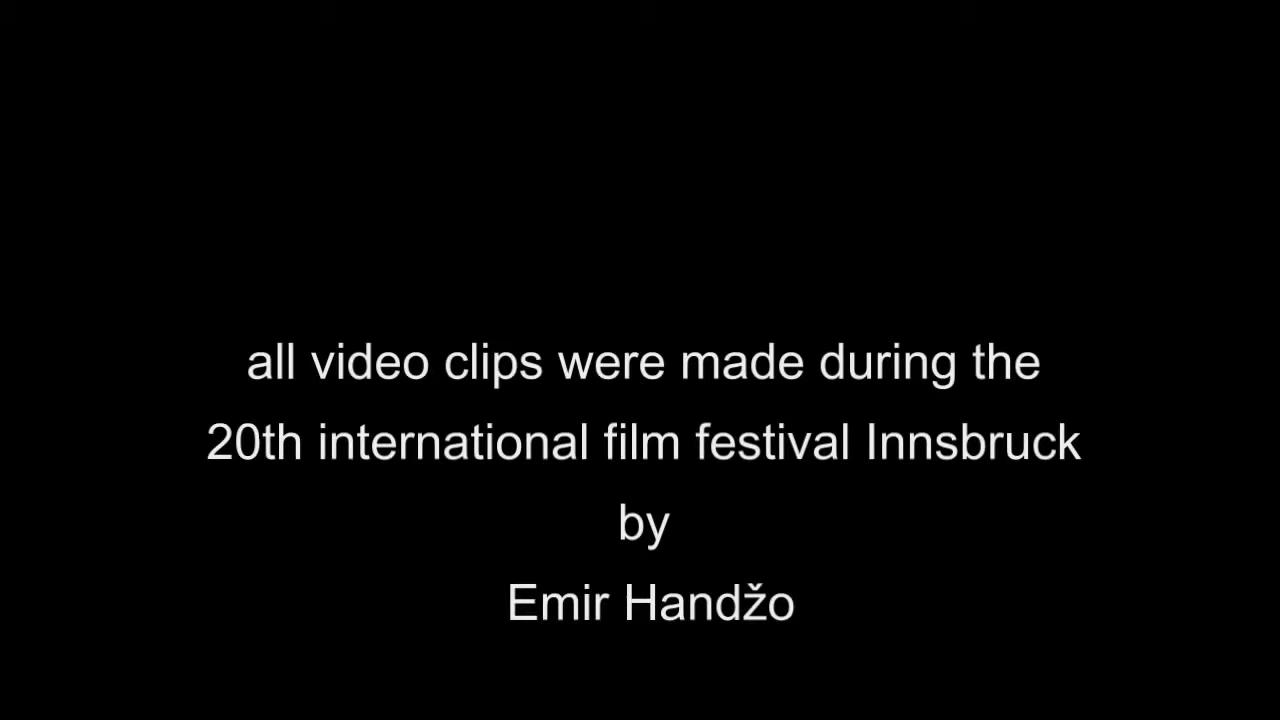 all video clips were made during the
20th international film festival Innsbruck
by
Emir Handžo